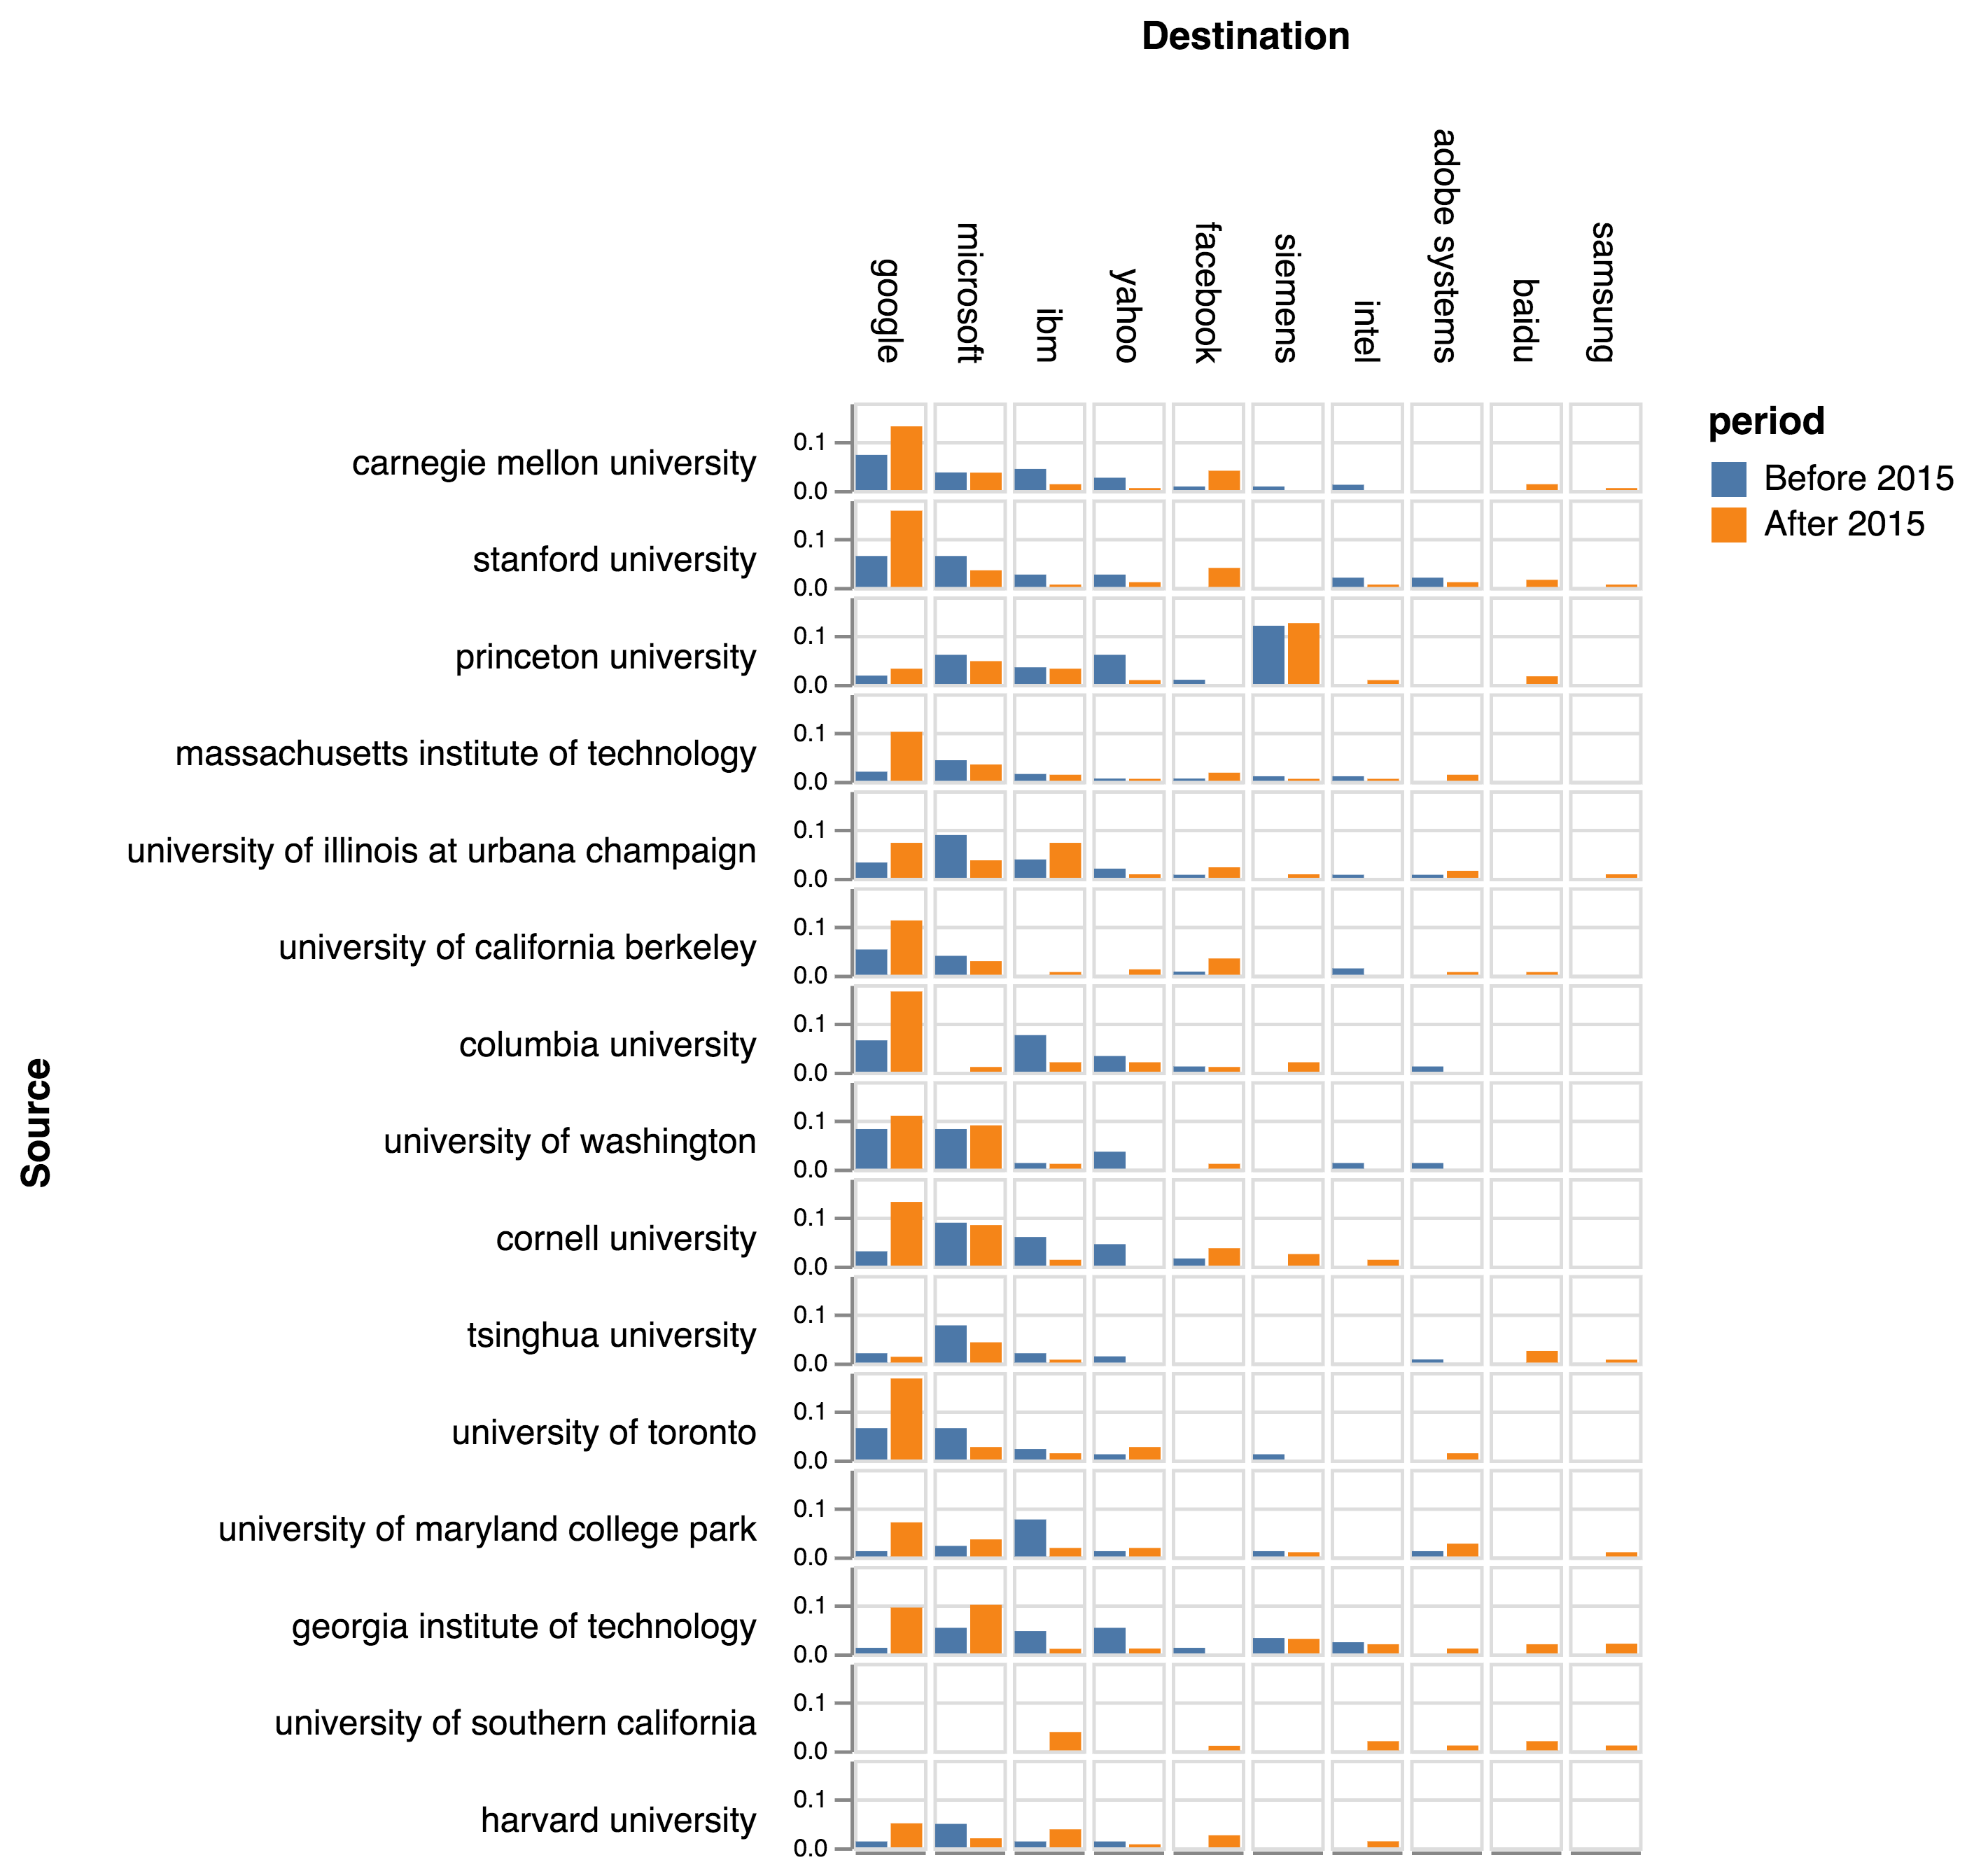 Destination
google
microsoft
ibm
yahoo
facebook
siemens
intel
adobe systems
baidu
samsung
period
Before 2015
After 2015
Source
carnegie mellon university
0.1
0.0
stanford university
0.1
0.0
princeton university
0.1
0.0
massachusetts institute of technology
0.1
0.0
university of illinois at urbana champaign
0.1
0.0
university of california berkeley
0.1
0.0
columbia university
0.1
0.0
university of washington
0.1
0.0
cornell university
0.1
0.0
tsinghua university
0.1
0.0
university of toronto
0.1
0.0
university of maryland college park
0.1
0.0
georgia institute of technology
0.1
0.0
university of southern california
0.1
0.0
harvard university
0.1
0.0